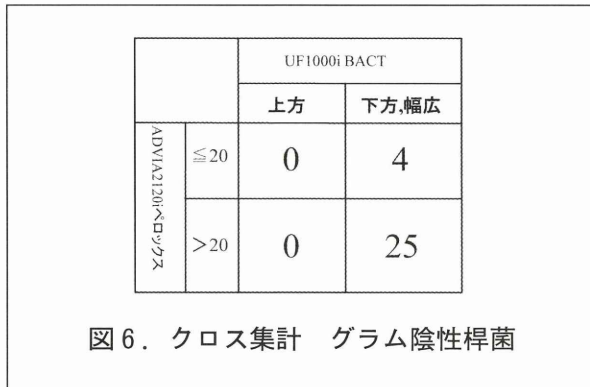 UF1000i BACT
上方 下方,幅広
ADVIA2120iペロックス
≦20 0 4
>20 0 25
図6. クロス集計 グラム陰性桿菌